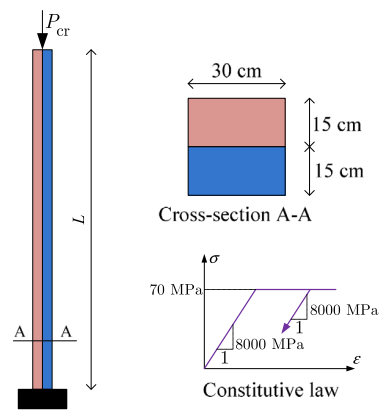 P_cr
30 cm
15 cm
15 cm
L
Cross-section A-A
A A
σ
70 MPa
8000 MPa
1
8000 MPa
1
ε
Constitutive law